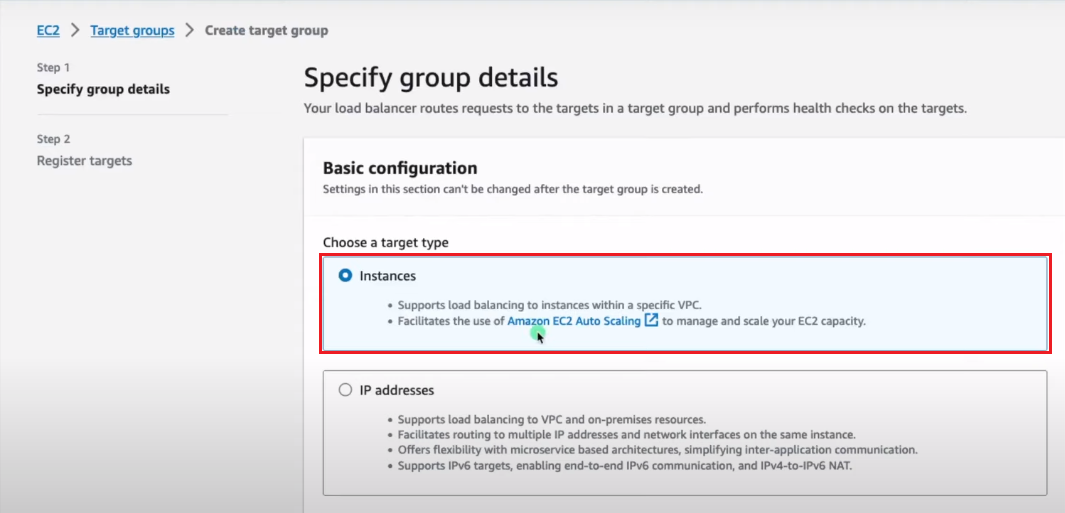 EC2 > Target groups > Create target group
Step 1
Specify group details
Step 2
Register targets
Specify group details
Your load balancer routes requests to the targets in a target group and performs health checks on the targets.
Basic configuration
Settings in this section can't be changed after the target group is created.
Choose a target type
Instances
• Supports load balancing to instances within a specific VPC.
• Facilitates the use of Amazon EC2 Auto Scaling to manage and scale your EC2 capacity.
IP addresses
• Supports load balancing to VPC and on-premises resources.
• Facilitates routing to multiple IP addresses and network interfaces on the same instance.
• Offers flexibility with microservice based architectures, simplifying inter-application communication.
• Supports IPv6 targets, enabling end-to-end IPv6 communication, and IPv4-to-IPv6 NAT.